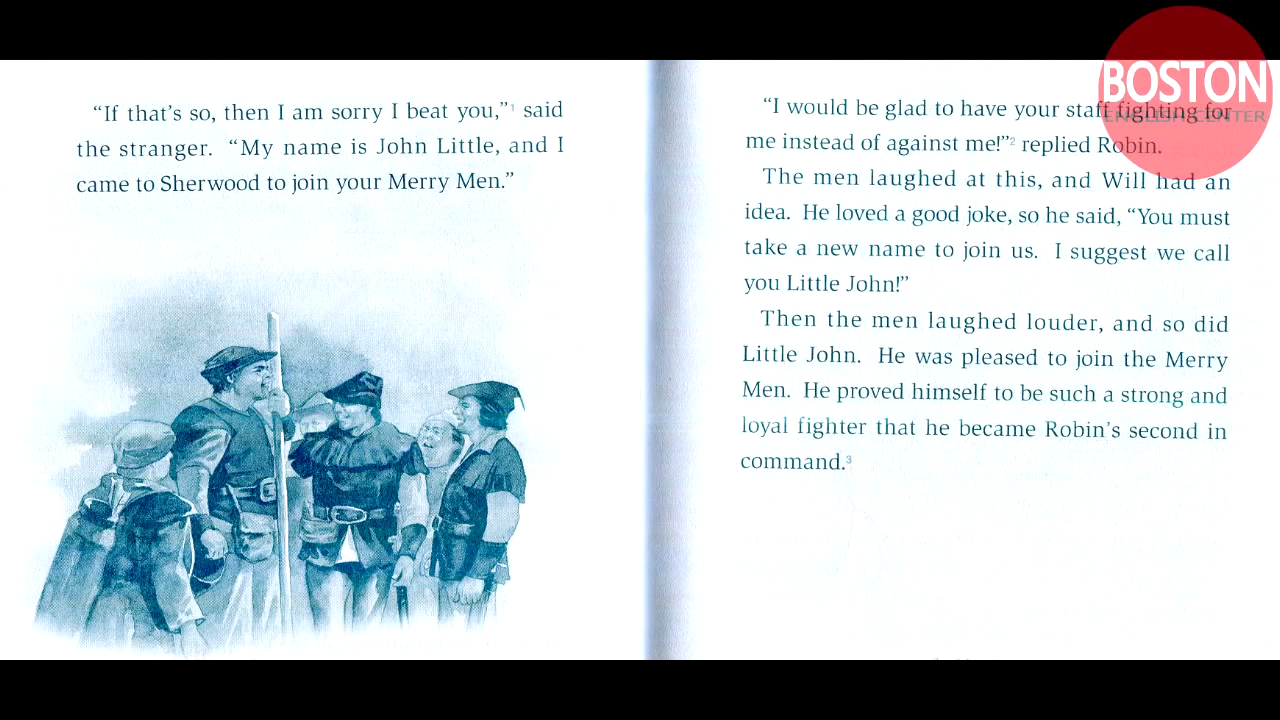 “If that’s so, then I am sorry I beat you,”¹ said
the stranger. “My name is John Little, and I
came to Sherwood to join your Merry Men.”
“I would be glad to have your staff fighting for
me instead of against me!”² replied Robin.
The men laughed at this, and Will had an
idea. He loved a good joke, so he said, “You must
take a new name to join us. I suggest we call
you Little John!”
Then the men laughed louder, and so did
Little John. He was pleased to join the Merry
Men. He proved himself to be such a strong and
loyal fighter that he became Robin’s second in
command.³
BOSTON
ENGLISH CENTER